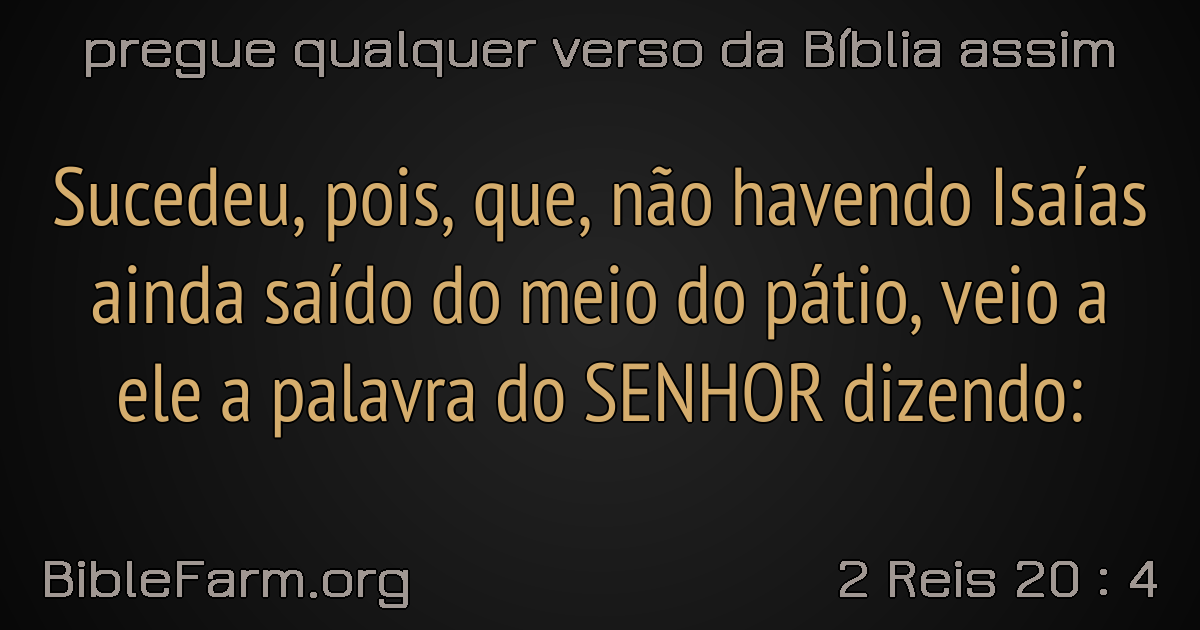 pregue qualquer verso da Bíblia assim
Sucedeu, pois, que, não havendo Isaías
ainda saído do meio do pátio, veio a
ele a palavra do SENHOR dizendo:
BibleFarm.org
2 Reis 20 : 4